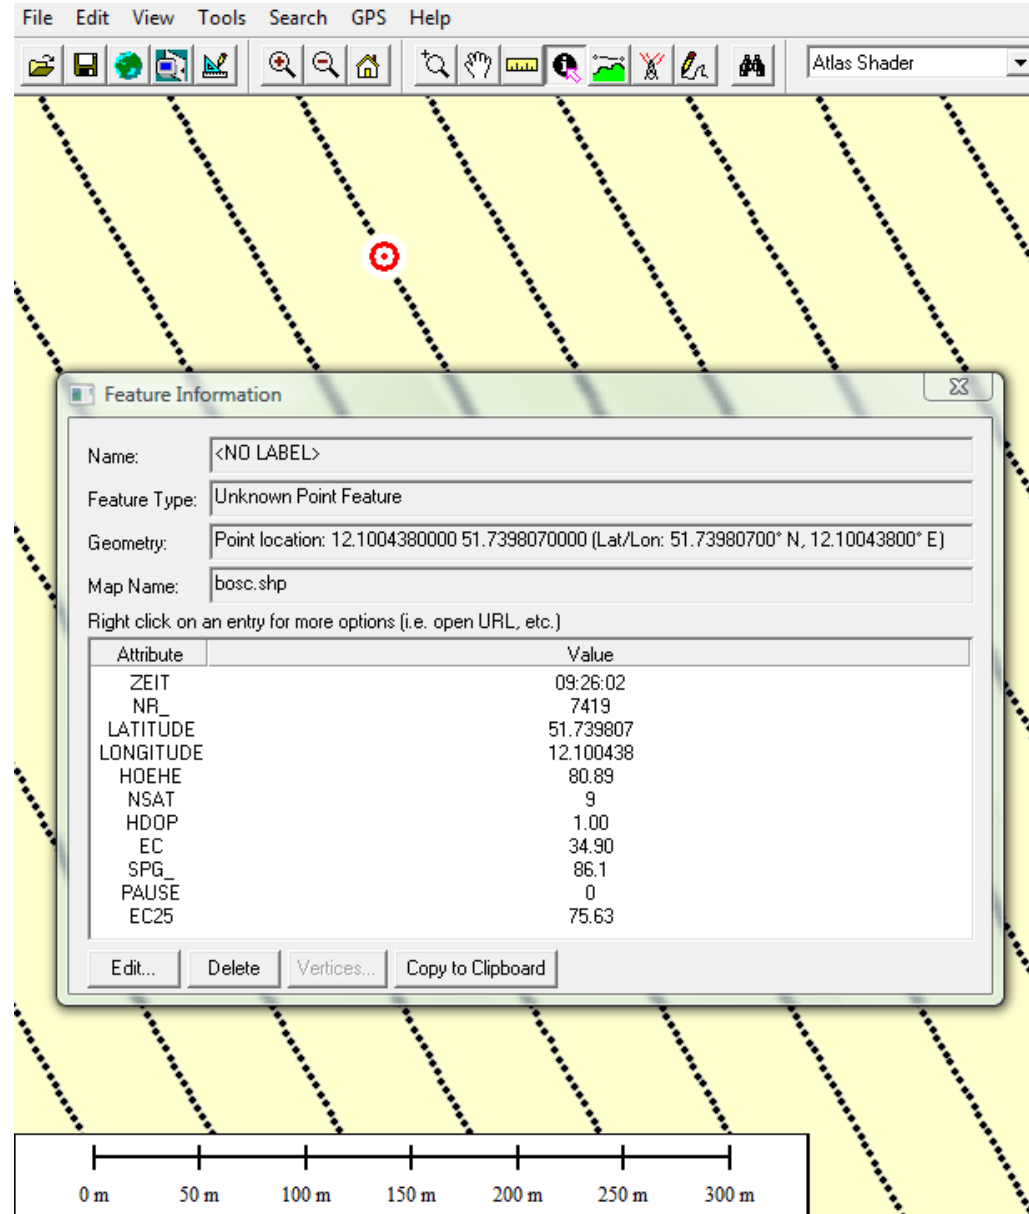 File Edit View Tools Search GPS Help
Atlas Shader
Feature Information
Name: <NO LABEL>
Feature Type: Unknown Point Feature
Geometry: Point location: 12.1004380000 51.7398070000 (Lat/Lon: 51.73980700° N, 12.10043800° E)
Map Name: bosc.shp
Right click on an entry for more options (i.e. open URL, etc.)
Attribute Value
ZEIT 09:26:02
NR_ 7419
LATITUDE 51.739807
LONGITUDE 12.100438
HOEHE 80.89
NSAT 9
HDOP 1.00
EC 34.90
SPG_ 86.1
PAUSE 0
EC25 75.63
Edit... Delete Vertices... Copy to Clipboard
0 m 50 m 100 m 150 m 200 m 250 m 300 m